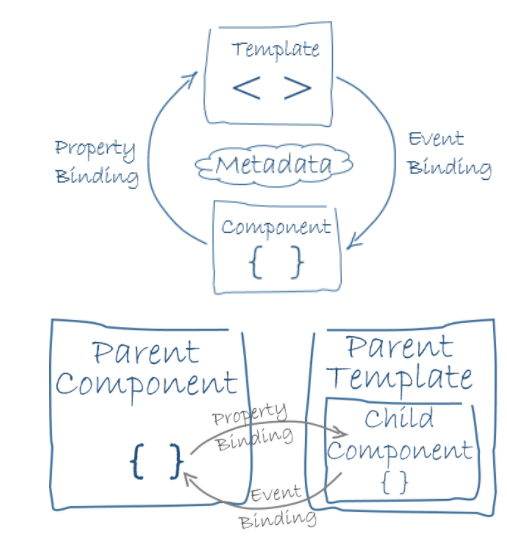 Template
< >
Property
Binding
Metadata
Event
Binding
Component
{ }
Parent
Component
{ }
Property
Binding
Event
Binding
Parent
Template
Child
Component
{ }